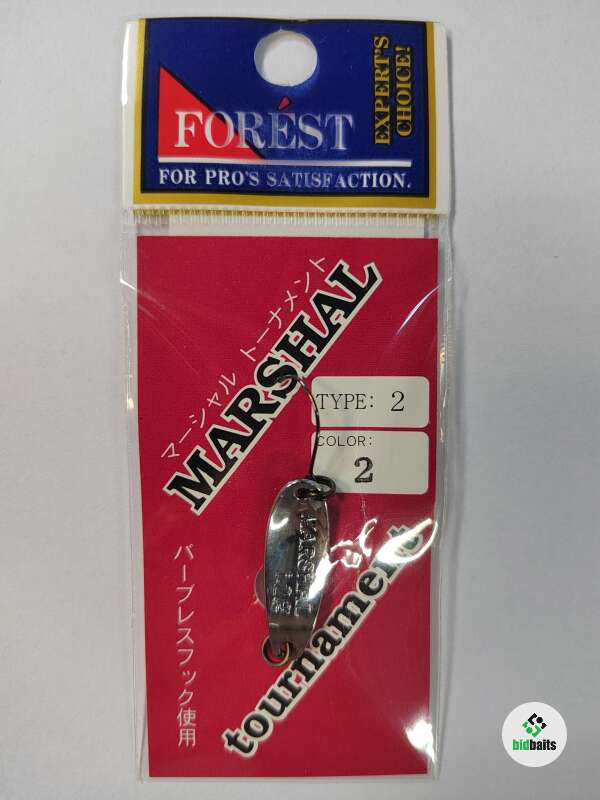 FORÉST
FOR PRO'S SATISFACTION.
EXPERT'S
CHOICE!
マーシャル トーナメント
MARSHAL
TYPE: 2
COLOR:
2
MARSHAL
tournament
バーブレスフック使用
bidbaits